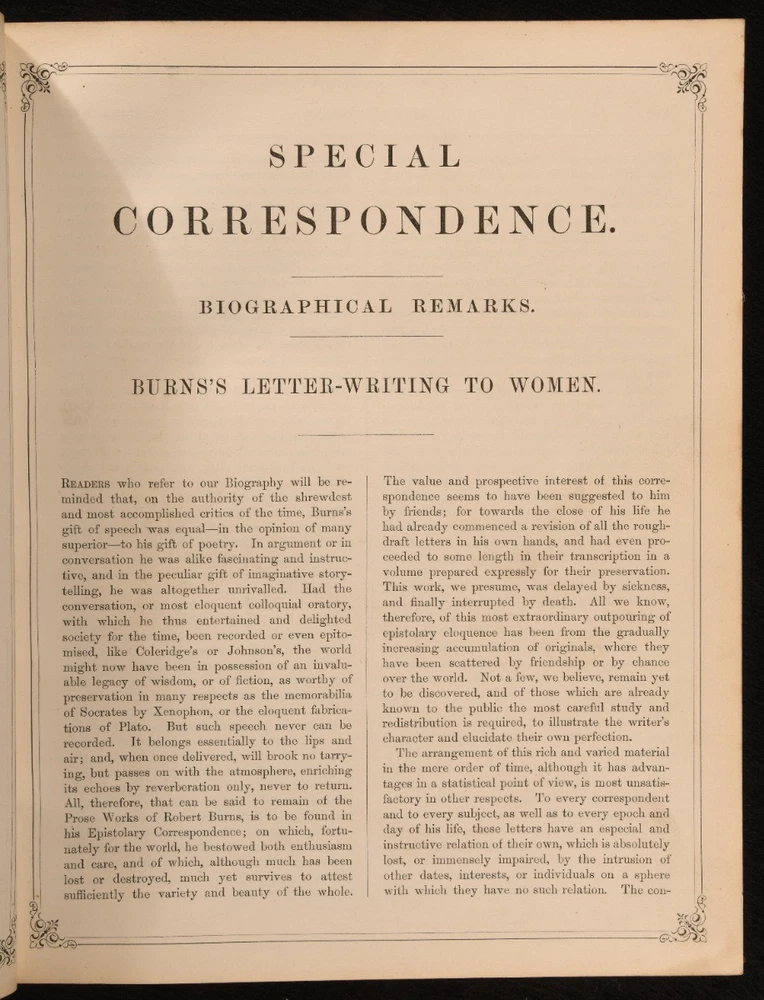 SPECIAL
CORRESPONDENCE.
BIOGRAPHICAL REMARKS.
BURNS'S LETTER-WRITING TO WOMEN.
READERS who refer to our Biography will be re-
minded that, on the authority of the shrewdest
and most accomplished critics of the time, Burns's
gift of speech was equal—in the opinion of many
superior—to his gift of poetry. In argument or in
conversation he was alike fascinating and instruc-
tive, and in the peculiar gift of imaginative story-
telling, he was altogether unrivalled. Had the
conversation, or most eloquent colloquial oratory,
with which he thus entertained and delighted
society for the time, been recorded or even epito-
mised, like Coleridge's or Johnson's, the world
might now have been in possession of an invalu-
able legacy of wisdom, or of fiction, as worthy of
preservation in many respects as the memorabilia
of Socrates by Xenophon, or the eloquent fabrica-
tions of Plato. But such speech never can be
recorded. It belongs essentially to the lips and
air; and, when once delivered, will brook no tarry-
ing, but passes on with the atmosphere, enriching
its echoes by reverberation only, never to return.
All, therefore, that can be said to remain of the
Prose Works of Robert Burns, is to be found in
his Epistolary Correspondence; on which, fortu-
nately for the world, he bestowed both enthusiasm
and care, and of which, although much has been
lost or destroyed, much yet survives to attest
sufficiently the variety and beauty of the whole.
The value and prospective interest of this corre-
spondence seems to have been suggested to him
by friends; for towards the close of his life he
had already commenced a revision of all the rough-
draft letters in his own hands, and had even pro-
ceeded to some length in their transcription in a
volume prepared expressly for their preservation.
This work, we presume, was delayed by sickness,
and finally interrupted by death. All we know,
therefore, of this most extraordinary outpouring of
epistolary eloquence has been from the gradually
increasing accumulation of originals, where they
have been scattered by friendship or by chance
over the world. Not a few, we believe, remain yet
to be discovered, and of those which are already
known to the public the most careful study and
redistribution is required, to illustrate the writer's
character and elucidate their own perfection.
The arrangement of this rich and varied material
in the mere order of time, although it has advan-
tages in a statistical point of view, is most unsatis-
factory in other respects. To every correspondent
and to every subject, as well as to every epoch and
day of his life, these letters have an especial and
instructive relation of their own, which is absolutely
lost, or immensely impaired, by the intrusion of
other dates, interests, or individuals on a sphere
with which they have no such relation. The con-